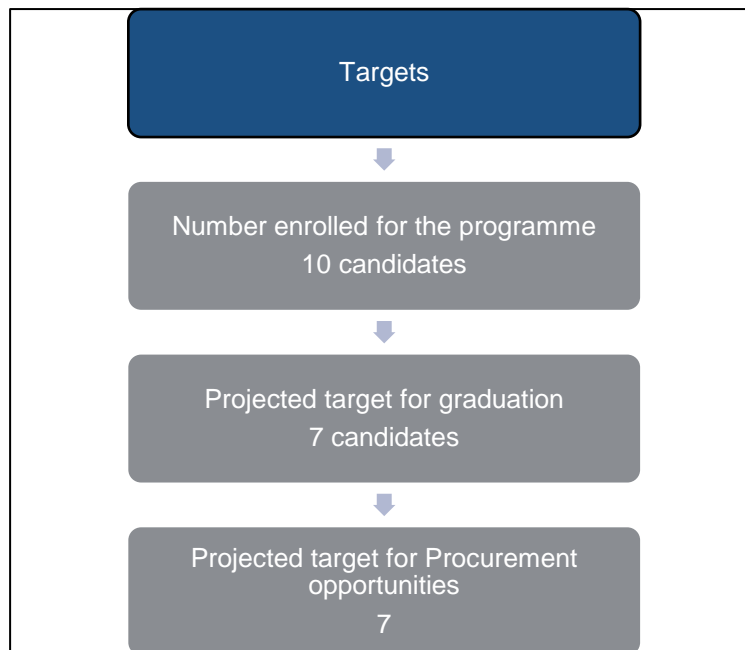 Targets
Number enrolled for the programme
10 candidates
Projected target for graduation
7 candidates
Projected target for Procurement
opportunities
7